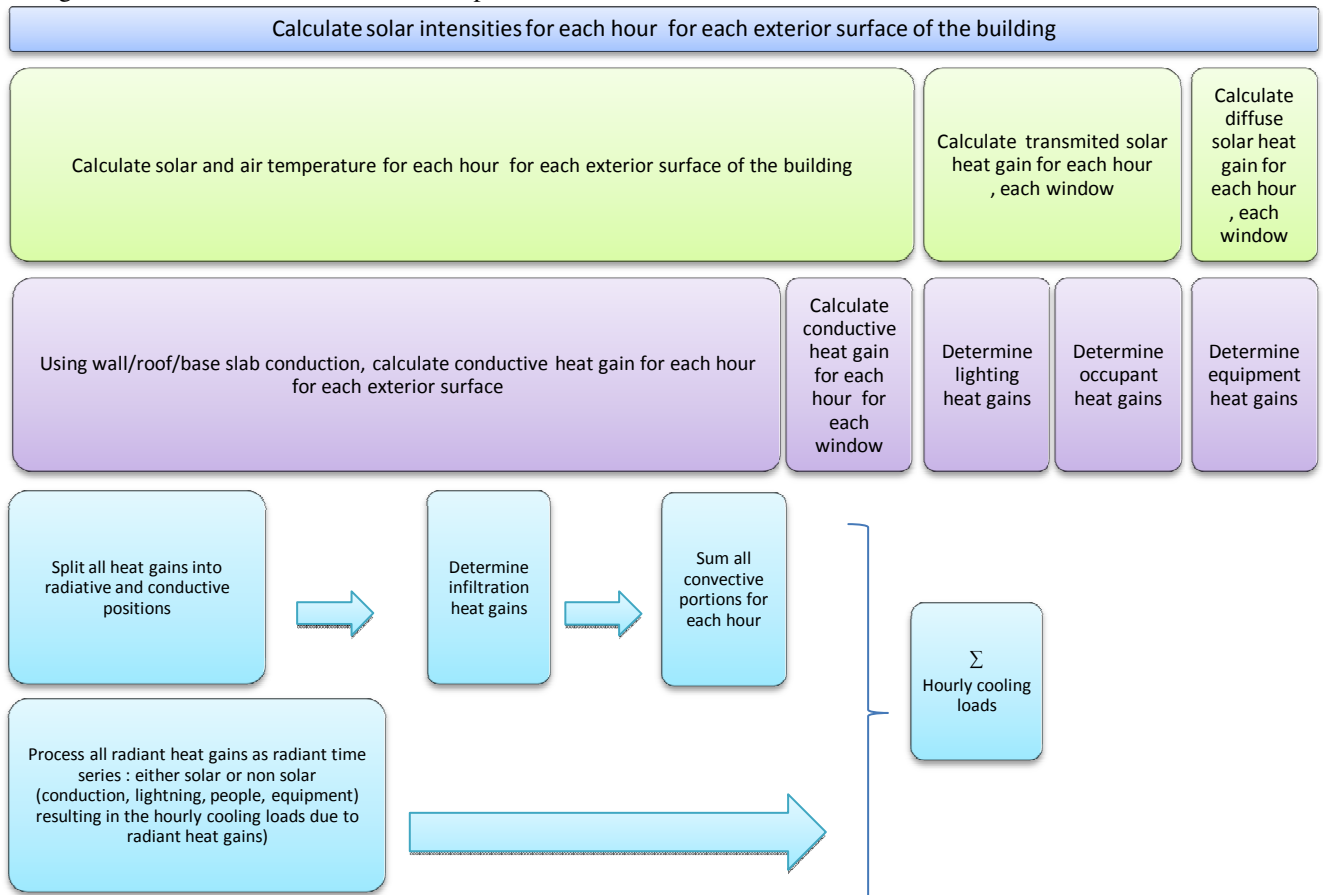 Calculate solar intensities for each hour for each exterior surface of the building
Calculate solar and air temperature for each hour for each exterior surface of the building
Calculate transmited solar
heat gain for each hour
, each window
Calculate
diffuse
solar heat
gain for
each hour
, each
window
Using wall/roof/base slab conduction, calculate conductive heat gain for each hour
for each exterior surface
Calculate
conductive
heat gain
for each
hour for
each
window
Determine
lighting
heat gains
Determine
occupant
heat gains
Determine
equipment
heat gains
Split all heat gains into
radiative and conductive
positions
Determine
infiltration
heat gains
Sum all
convective
portions for
each hour
Σ
Hourly cooling
loads
Process all radiant heat gains as radiant time
series : either solar or non solar
(conduction, lightning, people, equipment)
resulting in the hourly cooling loads due to
radiant heat gains)